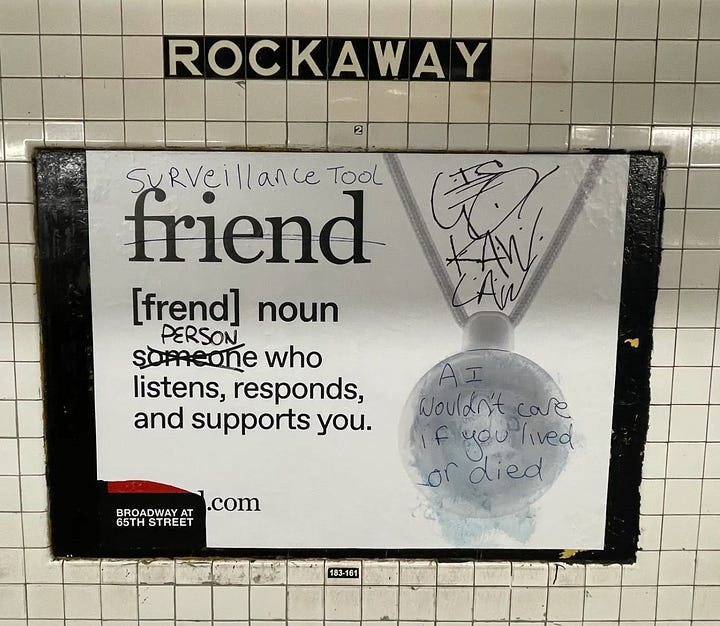 ROCKAWAY
2
SURVEillANCE TOOL
friend
[frend] noun
PERSON
someone who
listens, responds,
and supports you.
AI
Wouldn't care
if you lived
or died
.com
BROADWAY AT
65TH STREET
183-161